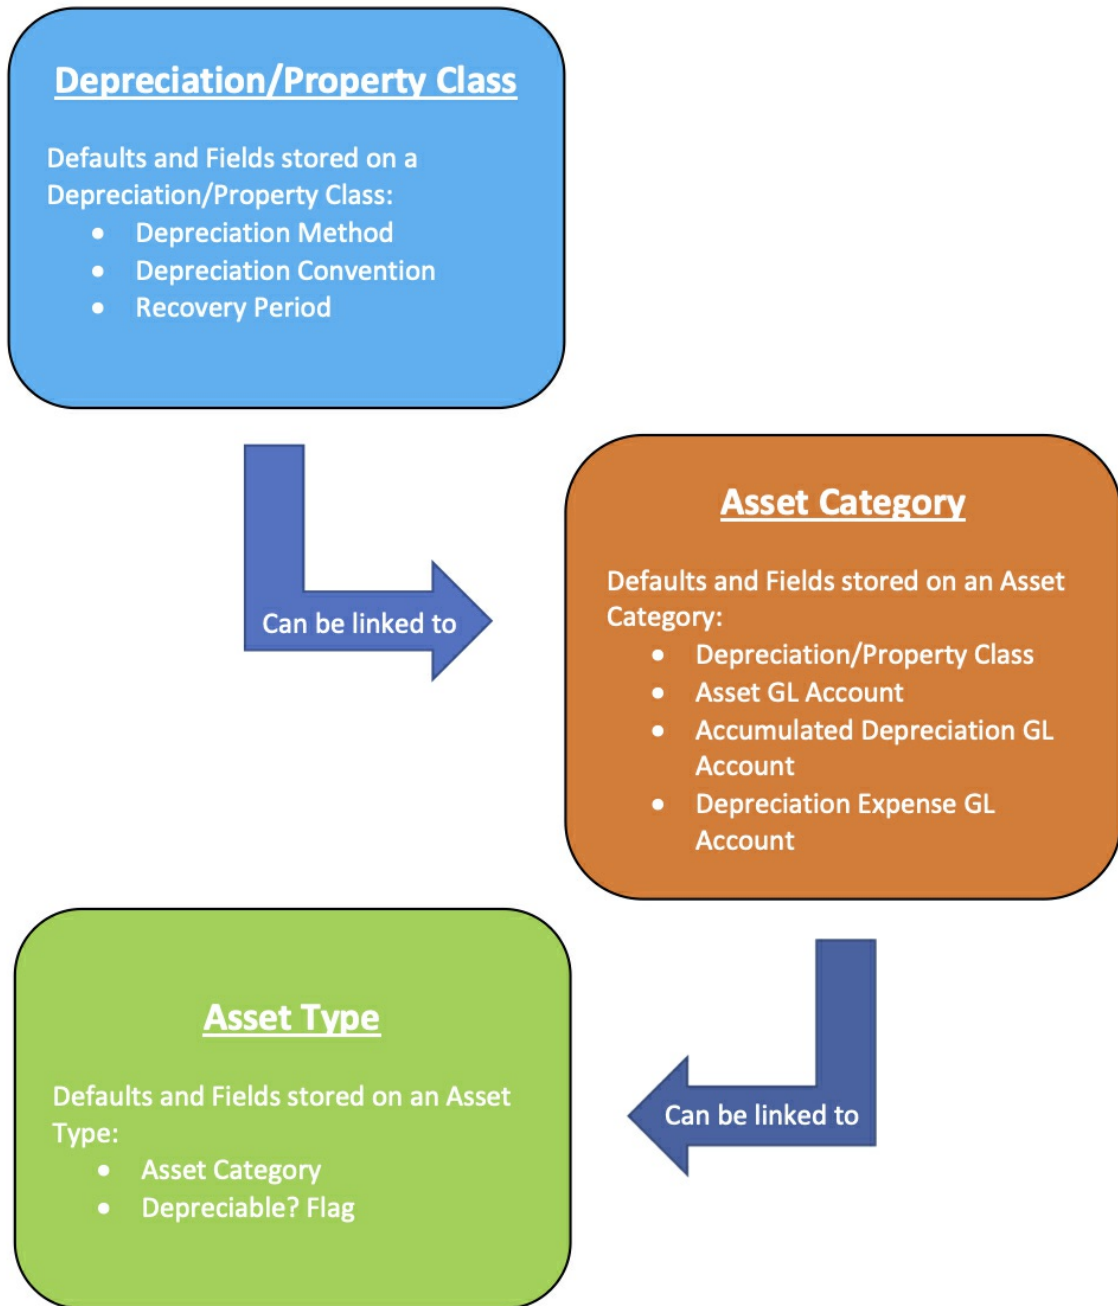 Depreciation/Property Class
Defaults and Fields stored on a
Depreciation/Property Class:
• Depreciation Method
• Depreciation Convention
• Recovery Period
Can be linked to
Asset Category
Defaults and Fields stored on an Asset
Category:
• Depreciation/Property Class
• Asset GL Account
• Accumulated Depreciation GL
Account
• Depreciation Expense GL
Account
Can be linked to
Asset Type
Defaults and Fields stored on an Asset
Type:
• Asset Category
• Depreciable? Flag